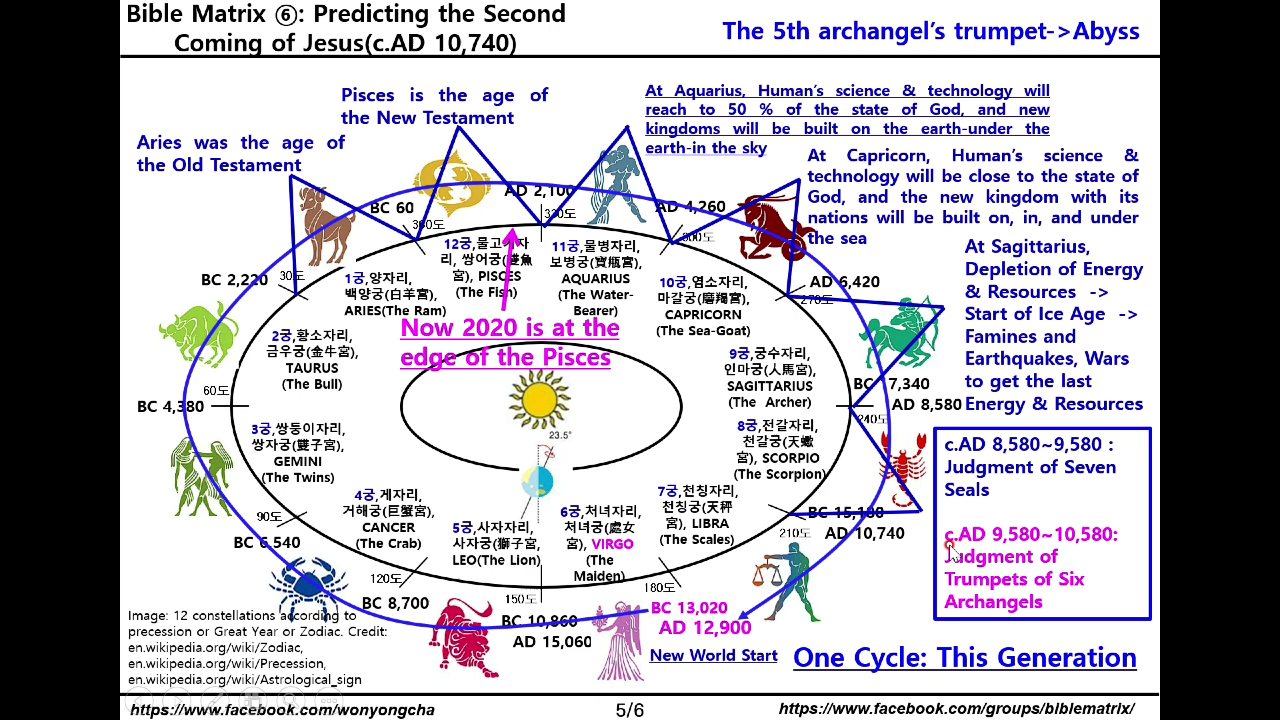 Bible Matrix ⑥: Predicting the Second
Coming of Jesus(c.AD 10,740)
The 5th archangel's trumpet->Abyss
Pisces is the age of
the New Testament
Aries was the age of
the Old Testament
At Aquarius, Human's science & technology will
reach to 50 % of the state of God, and new
kingdoms will be built on the earth-under the
earth-in the sky
At Capricorn, Human's science &
technology will be close to the state of
God, and the new kingdom with its
nations will be built on, in, and under
the sea
At Sagittarius,
Depletion of Energy
& Resources ->
Start of Ice Age ->
Famines and
Earthquakes, Wars
to get the last
Energy & Resources
BC 60
AD 2,100
AD 4,260
BC 2,220
AD 6,420
360도
330도
300도
30도
270도
12궁,물고기자
리, 쌍어궁(雙魚
宮), PISCES
(The Fish)
11궁,물병자리,
보병궁(寶甁宮),
AQUARIUS
(The Water-
Bearer)
1궁,양자리,
백양궁(白羊宮),
ARIES(The Ram)
10궁,염소자리,
마갈궁(磨羯宮),
CAPRICORN
(The Sea-Goat)
Now 2020 is at the
edge of the Pisces
2궁,황소자리,
금우궁(金牛宮),
TAURUS
(The Bull)
9궁,궁수자리,
인마궁(人馬宮),
SAGITTARIUS
(The Archer)
60도
BC 4,380
BC 17,340
AD 8,580
240도
23.5°
3궁,쌍둥이자리,
쌍자궁(雙子宮),
GEMINI
(The Twins)
8궁,전갈자리,
천갈궁(天蠍
宮), SCORPIO
(The Scorpion)
c.AD 8,580~9,580 :
Judgment of Seven
Seals
c.AD 9,580~10,580:
Judgment of
Trumpets of Six
Archangels
4궁,게자리,
거해궁(巨蟹宮),
CANCER
(The Crab)
5궁,사자자리,
사자궁(獅子宮,
LEO(The Lion)
6궁,처녀자리,
처녀궁(處女
宮), VIRGO
(The
Maiden)
7궁,천칭자리,
천칭궁(天秤
宮), LIBRA
(The Scales)
90도
BC 6,540
BC 15,180
210도
AD 10,740
120도
BC 8,700
150도
BC 10,860
AD 15,060
180도
BC 13,020
AD 12,900
New World Start
One Cycle: This Generation
Image: 12 constellations according to
precession or Great Year or Zodiac. Credit:
en.wikipedia.org/wiki/Zodiac,
en.wikipedia.org/wiki/Precession,
en.wikipedia.org/wiki/Astrological_sign
https://www.facebook.com/wonyongcha
5/6
https://www.facebook.com/groups/biblematrix/